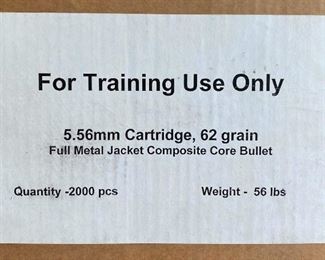 For Training Use Only
5.56mm Cartridge, 62 grain
Full Metal Jacket Composite Core Bullet
Quantity -2000 pcs Weight - 56 lbs